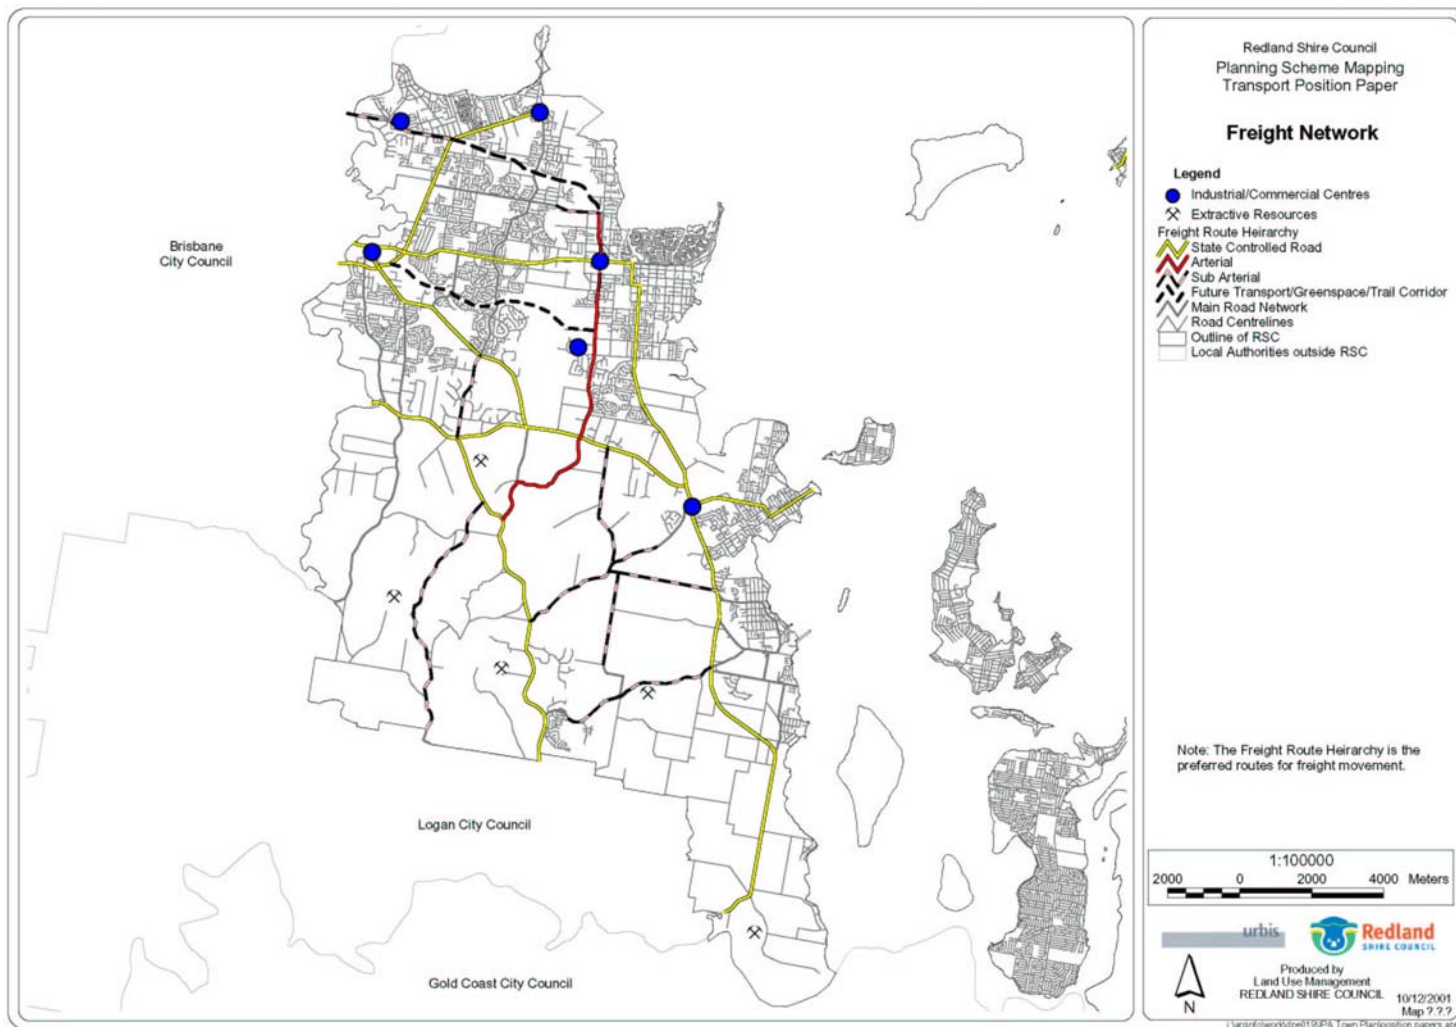 Brisbane
City Council
Logan City Council
Gold Coast City Council
Redland Shire Council
Planning Scheme Mapping
Transport Position Paper
Freight Network
Legend
Industrial/Commercial Centres
Extractive Resources
Freight Route Heirarchy
State Controlled Road
Arterial
Sub Arterial
Future Transport/Greenspace/Trail Corridor
Main Road Network
Road Centrelines
Outline of RSC
Local Authorities outside RSC
Note: The Freight Route Heirarchy is the
preferred routes for freight movement.
1:100000
2000 0 2000 4000 Meters
urbis
Redland
SHIRE COUNCIL
N
Produced by
Land Use Management
REDLAND SHIRE COUNCIL
10/12/2001
Map ?.?.?